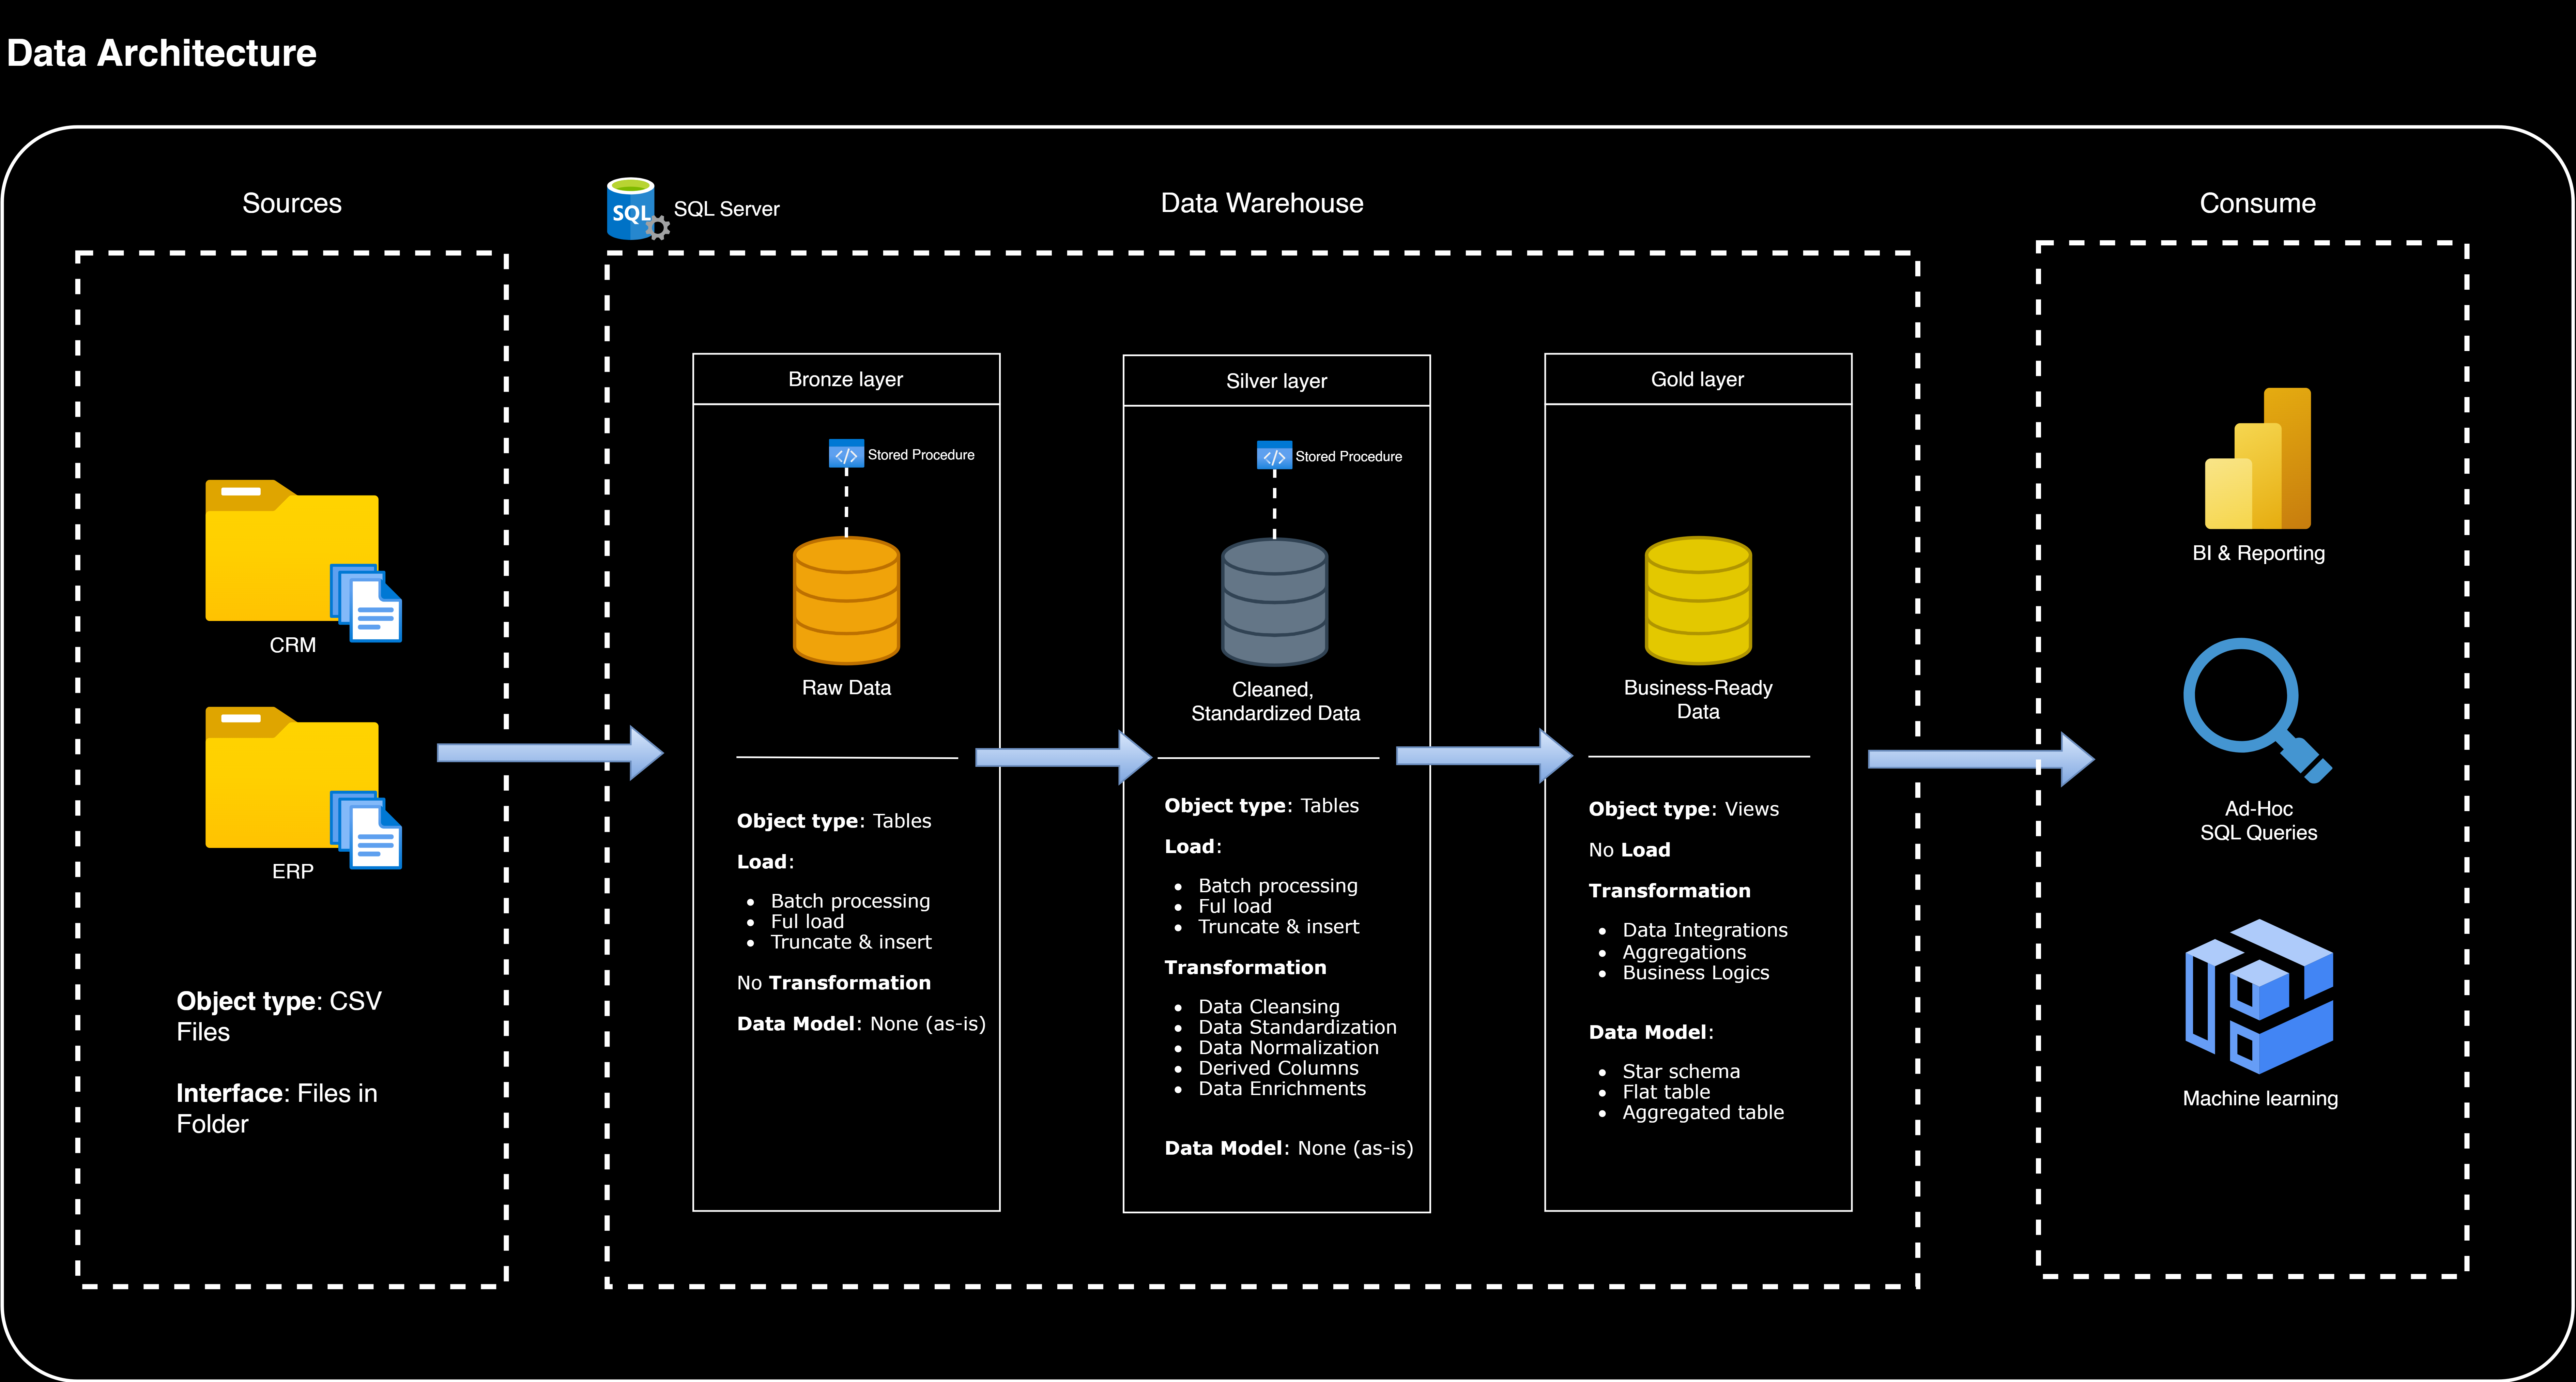 Data Architecture
Sources
SQL
SQL Server
Data Warehouse
Consume
CRM
ERP
Object type: CSV
Files
Interface: Files in
Folder
Bronze layer
</> Stored Procedure
Raw Data
Object type: Tables
Load:
• Batch processing
• Ful load
• Truncate & insert
No Transformation
Data Model: None (as-is)
Silver layer
</> Stored Procedure
Cleaned,
Standardized Data
Object type: Tables
Load:
• Batch processing
• Ful load
• Truncate & insert
Transformation
• Data Cleansing
• Data Standardization
• Data Normalization
• Derived Columns
• Data Enrichments
Data Model: None (as-is)
Gold layer
Business-Ready
Data
Object type: Views
No Load
Transformation
• Data Integrations
• Aggregations
• Business Logics
Data Model:
• Star schema
• Flat table
• Aggregated table
BI & Reporting
Ad-Hoc
SQL Queries
Machine learning